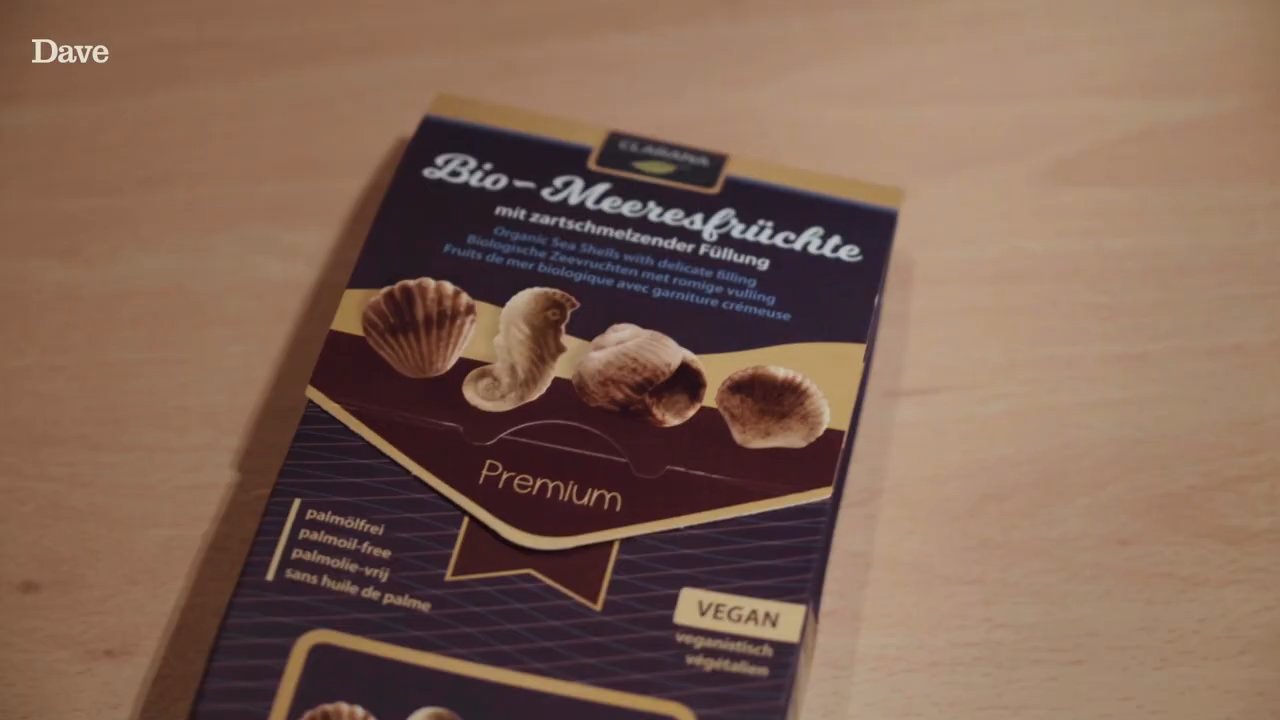 Dave
CLARANA
Bio-Meeresfrüchte
mit zartschmelzender Füllung
Organic Sea Shells with delicate filling
Biologische Zeevruchten met romige vulling
Fruits de mer biologique avec garniture crémeuse
Premium
palmölfrei
palmoil-free
palmolie-vrij
sans huile de palme
VEGAN
veganistisch
végétalien